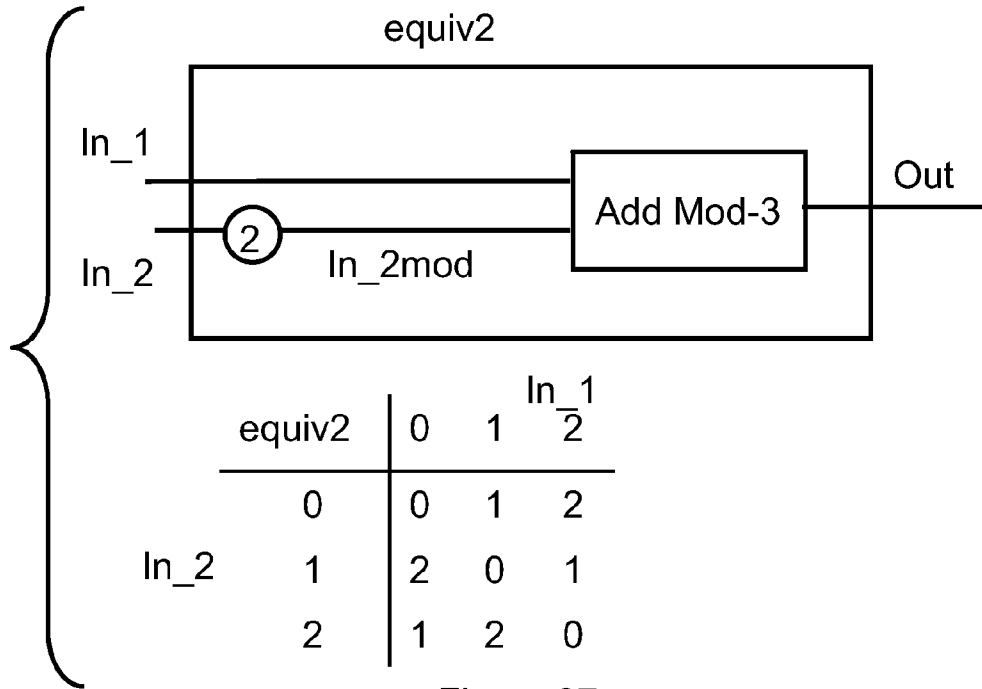 equiv2
In_1
Out
Add Mod-3
2
In_2mod
In_2
In_1
equiv2 0 1 2
0 0 1 2
In_2 1 2 0 1
2 1 2 0